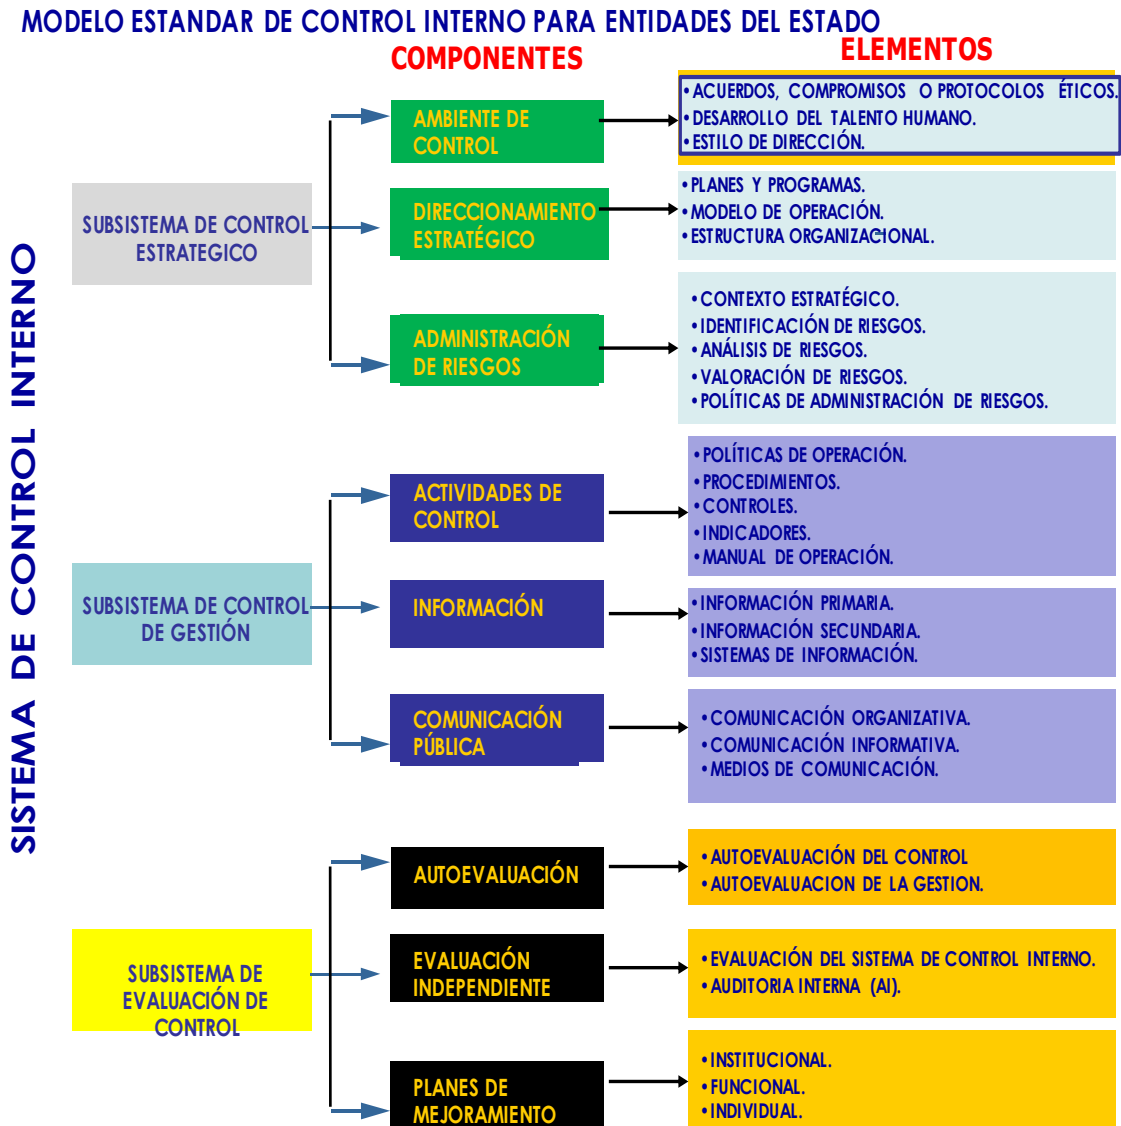 MODELO ESTANDAR DE CONTROL INTERNO PARA ENTIDADES DEL ESTADO
COMPONENTES
ELEMENTOS
SISTEMA DE CONTROL INTERNO
SUBSISTEMA DE CONTROL
ESTRATEGICO
AMBIENTE DE
CONTROL
• ACUERDOS, COMPROMISOS O PROTOCOLOS ÉTICOS.
• DESARROLLO DEL TALENTO HUMANO.
• ESTILO DE DIRECCIÓN.
DIRECCIONAMIENTO
ESTRATÉGICO
• PLANES Y PROGRAMAS.
• MODELO DE OPERACIÓN.
• ESTRUCTURA ORGANIZACIONAL.
ADMINISTRACIÓN
DE RIESGOS
• CONTEXTO ESTRATÉGICO.
• IDENTIFICACIÓN DE RIESGOS.
• ANÁLISIS DE RIESGOS.
• VALORACIÓN DE RIESGOS.
• POLÍTICAS DE ADMINISTRACIÓN DE RIESGOS.
SUBSISTEMA DE CONTROL
DE GESTIÓN
ACTIVIDADES DE
CONTROL
• POLÍTICAS DE OPERACIÓN.
• PROCEDIMIENTOS.
• CONTROLES.
• INDICADORES.
• MANUAL DE OPERACIÓN.
INFORMACIÓN
• INFORMACIÓN PRIMARIA.
• INFORMACIÓN SECUNDARIA.
• SISTEMAS DE INFORMACIÓN.
COMUNICACIÓN
PÚBLICA
• COMUNICACIÓN ORGANIZATIVA.
• COMUNICACIÓN INFORMATIVA.
• MEDIOS DE COMUNICACIÓN.
SUBSISTEMA DE
EVALUACIÓN DE
CONTROL
AUTOEVALUACIÓN
• AUTOEVALUACIÓN DEL CONTROL
• AUTOEVALUACION DE LA GESTION.
EVALUACIÓN
INDEPENDIENTE
• EVALUACIÓN DEL SISTEMA DE CONTROL INTERNO.
• AUDITORIA INTERNA (AI).
PLANES DE
MEJORAMIENTO
• INSTITUCIONAL.
• FUNCIONAL.
• INDIVIDUAL.